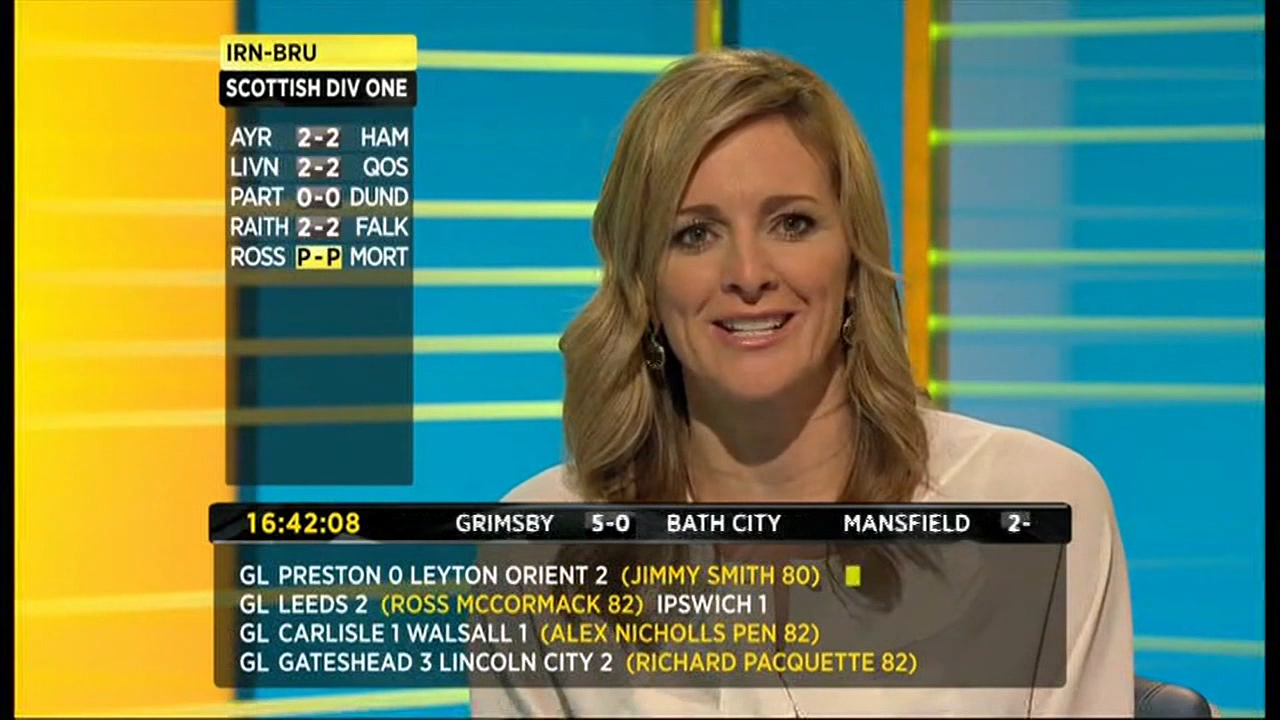 IRN-BRU
SCOTTISH DIV ONE
AYR 2-2 HAM
LIVN 2-2 QOS
PART 0-0 DUND
RAITH 2-2 FALK
ROSS P-P MORT
16:42:08 GRIMSBY 5-0 BATH CITY MANSFIELD 2-
GL PRESTON 0 LEYTON ORIENT 2 (JIMMY SMITH 80)
GL LEEDS 2 (ROSS MCCORMACK 82) IPSWICH 1
GL CARLISLE 1 WALSALL 1 (ALEX NICHOLLS PEN 82)
GL GATESHEAD 3 LINCOLN CITY 2 (RICHARD PACQUETTE 82)